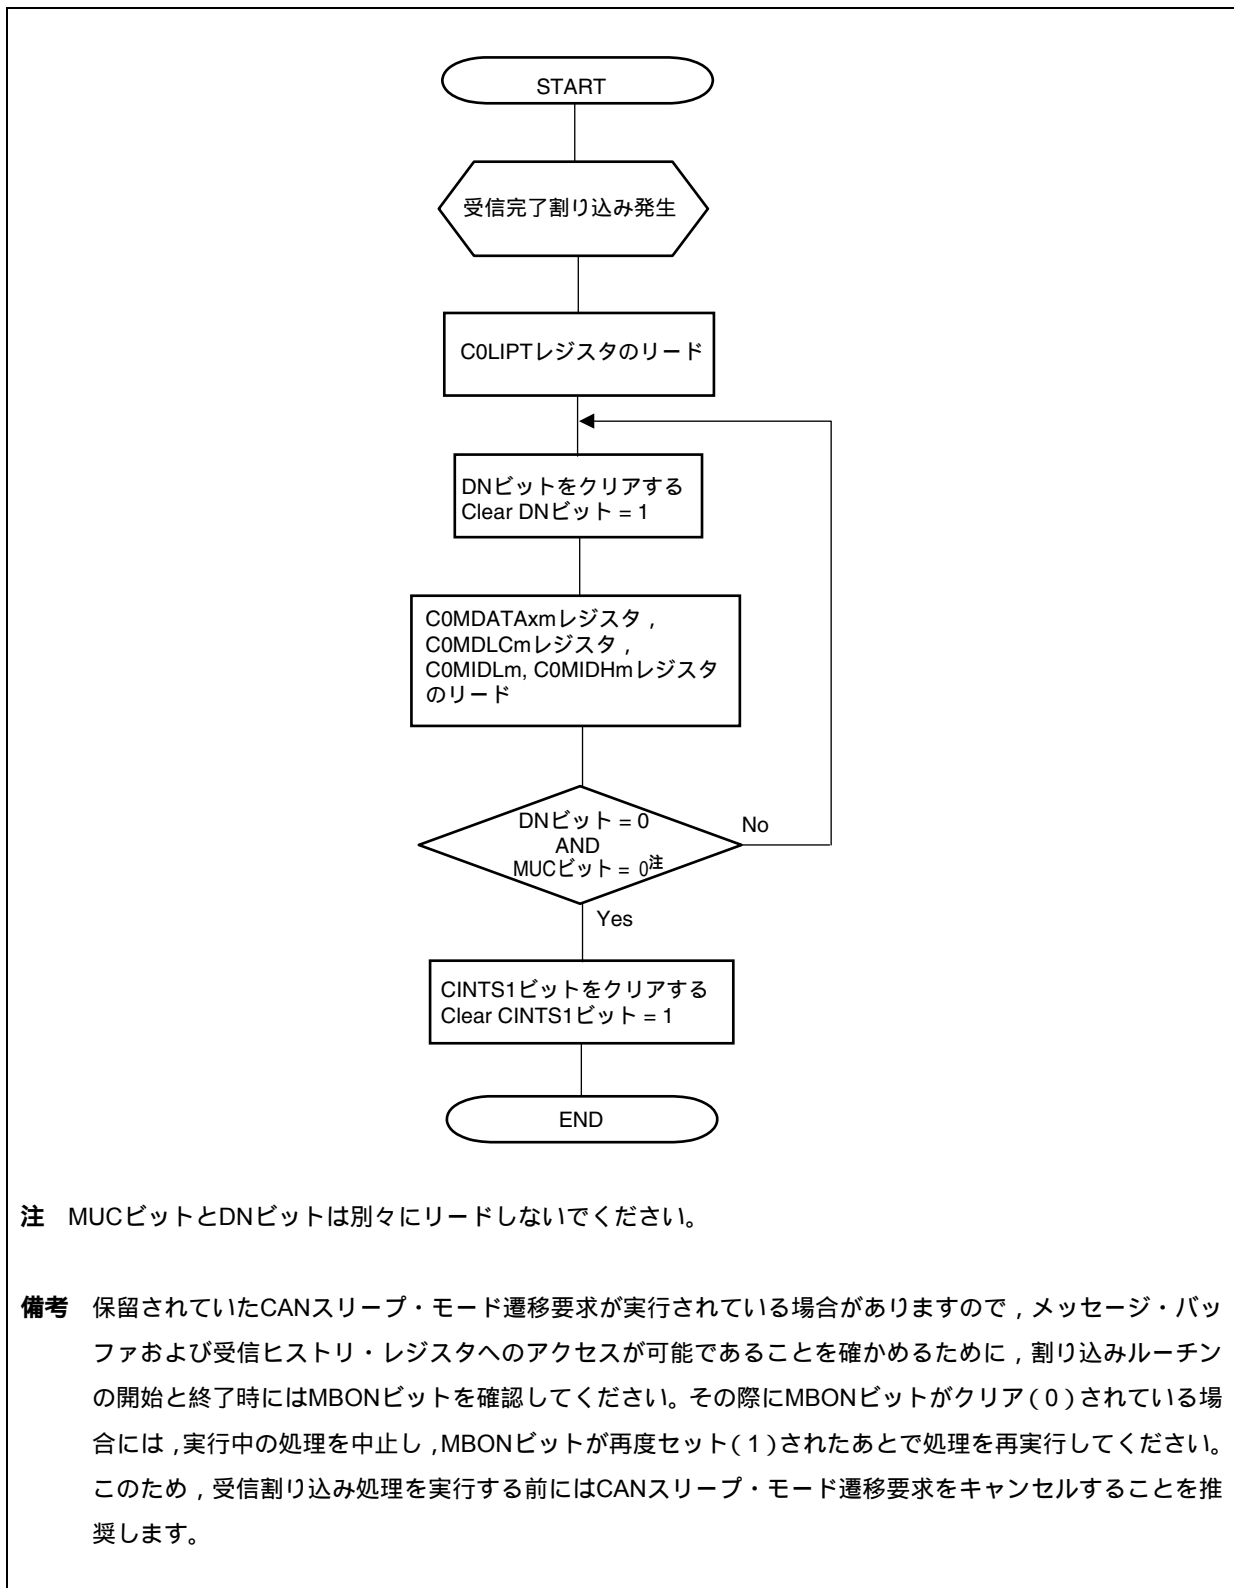 START
受信完了割り込み発生
C0LIPTレジスタのリード
DNビットをクリアする
Clear DNビット = 1
C0MDATAxmレジスタ，
C0MDLCmレジスタ，
C0MIDLm, C0MIDHmレジスタ
のリード
DNビット = 0
AND
MUCビット = 0注
No
Yes
CINTS1ビットをクリアする
Clear CINTS1ビット = 1
END
注　MUCビットとDNビットは別々にリードしないでください。
備考　保留されていたCANスリープ・モード遷移要求が実行されている場合がありますので，メッセージ・バッ
ファおよび受信ヒストリ・レジスタへのアクセスが可能であることを確かめるために，割り込みルーチン
の開始と終了時にはMBONビットを確認してください。その際にMBONビットがクリア（0）されている場
合には，実行中の処理を中止し，MBONビットが再度セット（1）されたあとで処理を再実行してください。
このため，受信割り込み処理を実行する前にはCANスリープ・モード遷移要求をキャンセルすることを推
奨します。